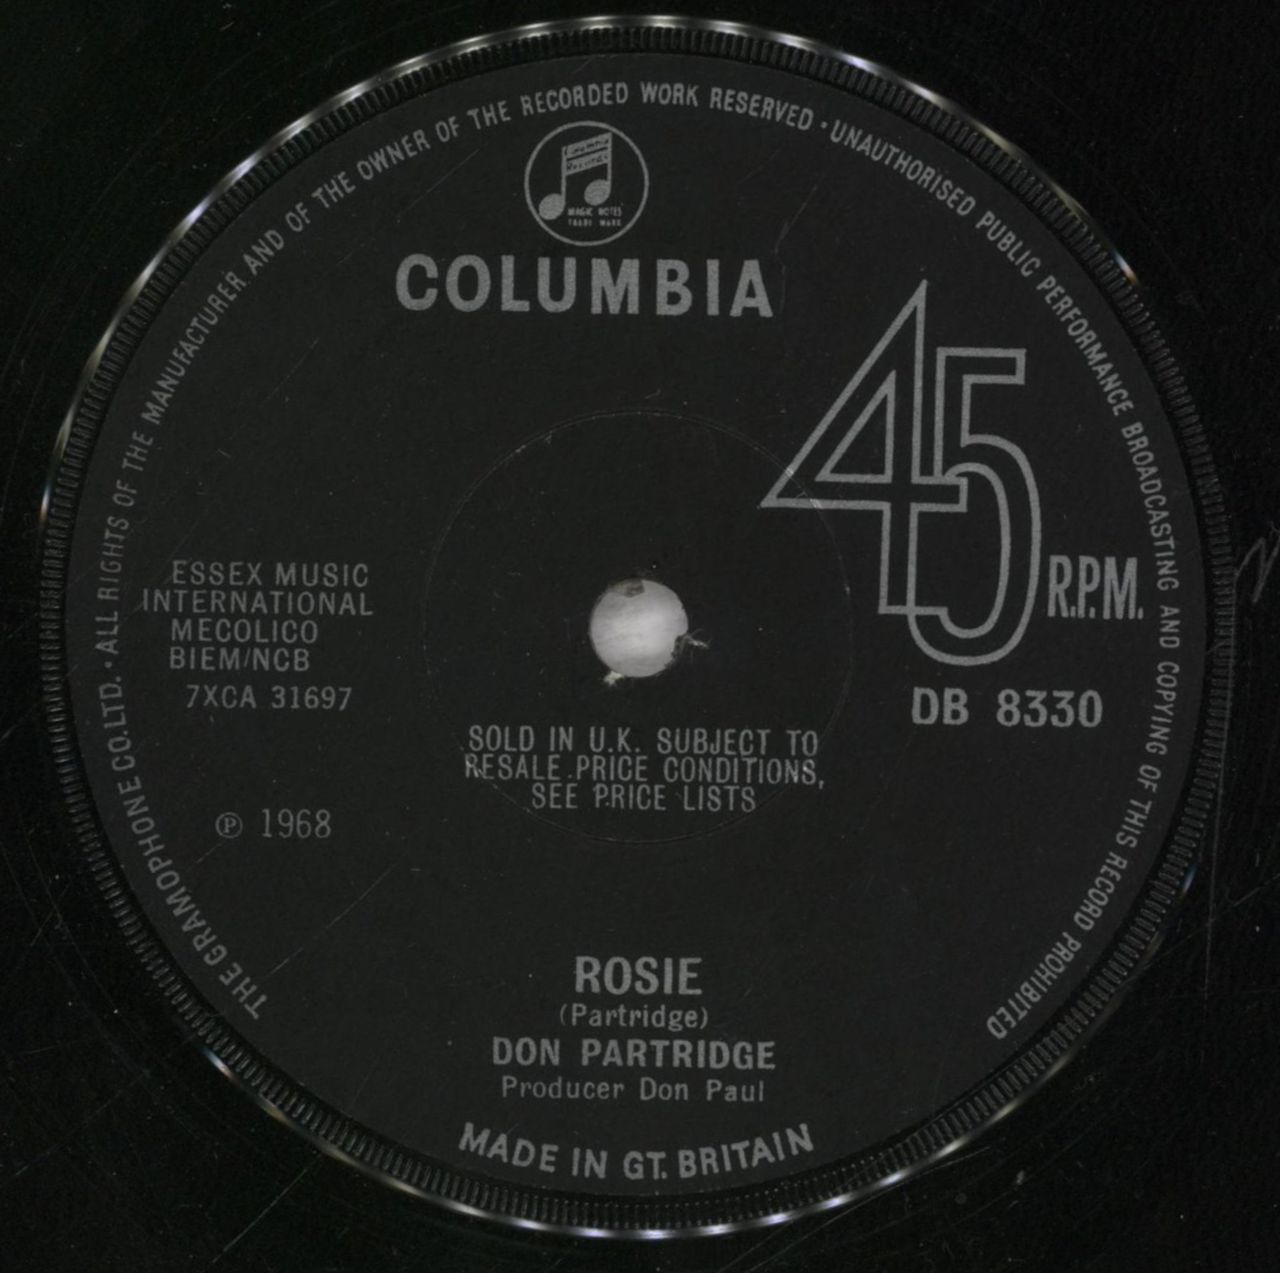 THE GRAMOPHONE CO. LTD. · ALL RIGHTS OF THE MANUFACTURER AND OF THE OWNER OF THE RECORDED WORK RESERVED · UNAUTHORISED PUBLIC PERFORMANCE BROADCASTING AND COPYING OF THIS RECORD PROHIBITED
Columbia
Records
MAGIC NOTES
TRADE MARK
COLUMBIA
45
R.P.M.
ESSEX MUSIC
INTERNATIONAL
MECOLICO
BIEM/NCB
7XCA 31697
DB 8330
SOLD IN U.K. SUBJECT TO
RESALE PRICE CONDITIONS,
SEE PRICE LISTS
℗ 1968
ROSIE
(Partridge)
DON PARTRIDGE
Producer Don Paul
MADE IN GT. BRITAIN